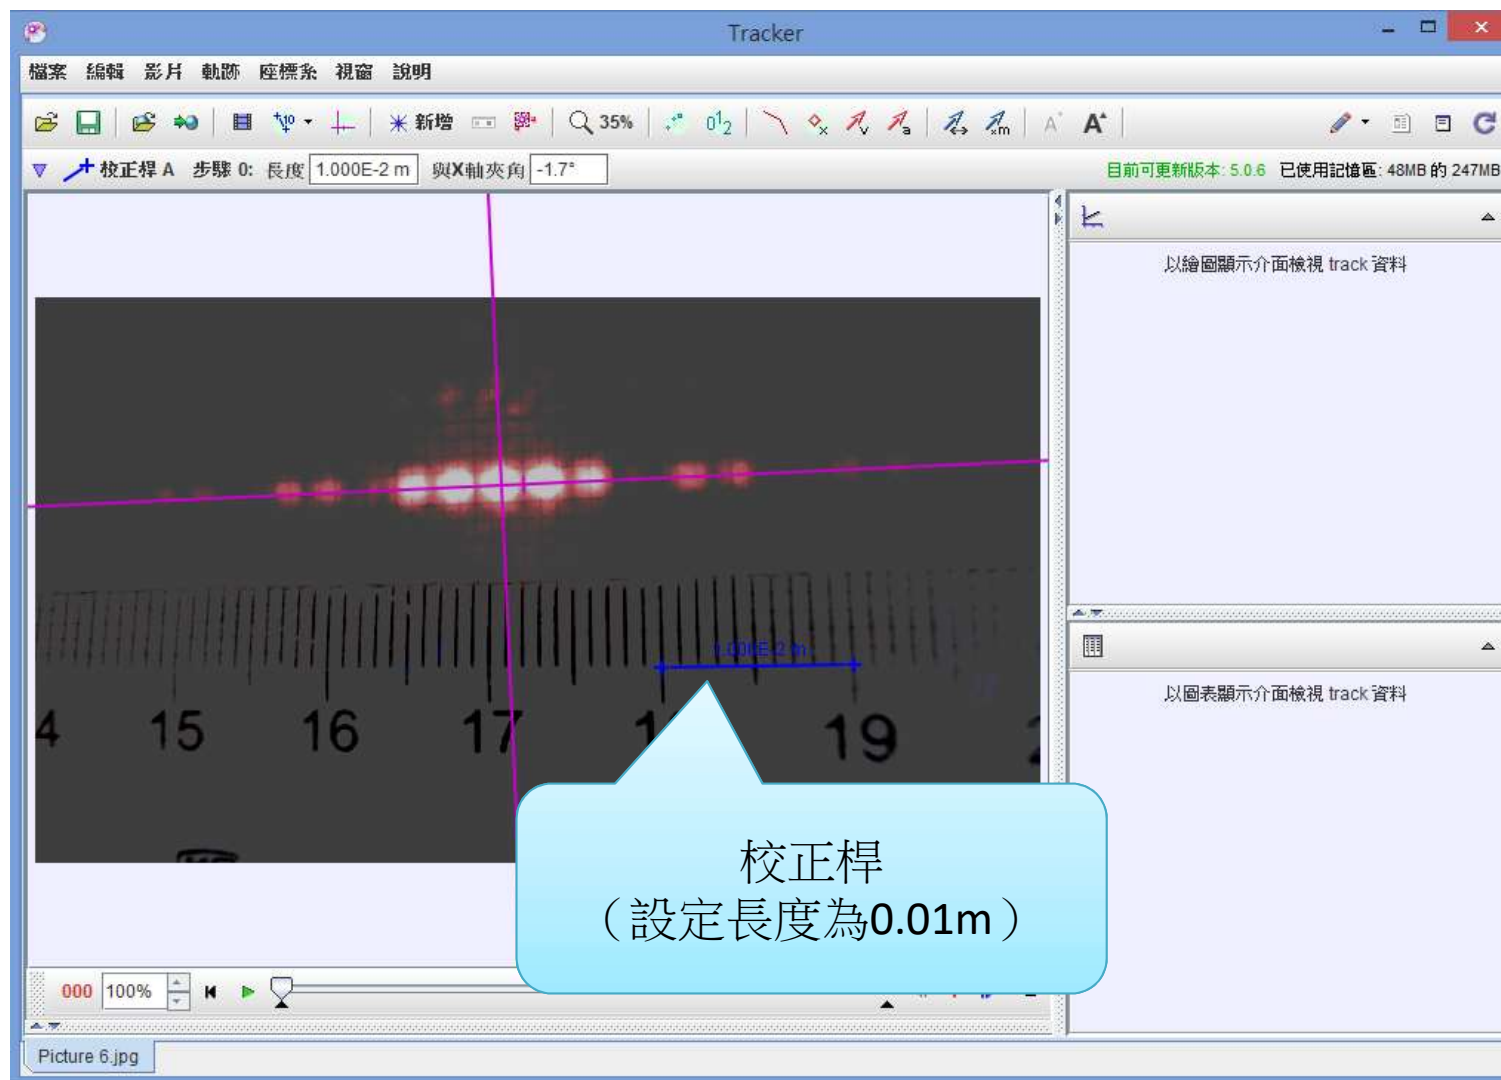 Tracker
檔案 編輯 影片 軌跡 座標系 視窗 說明
新增 35%
校正桿 A 步驟 0: 長度 1.000E-2 m 與X軸夾角 -1.7°
目前可更新版本: 5.0.6 已使用記憶區: 48MB 的 247MB
以繪圖顯示介面檢視 track 資料
1.000E-2 m
以圖表顯示介面檢視 track 資料
4 15 16 17 19
校正桿
（設定長度為0.01m）
000 100%
Picture 6.jpg